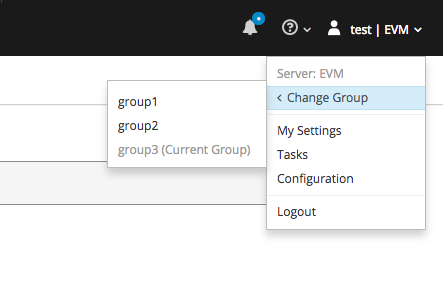 test | EVM
Server: EVM
< Change Group
group1
group2
group3 (Current Group)
My Settings
Tasks
Configuration
Logout